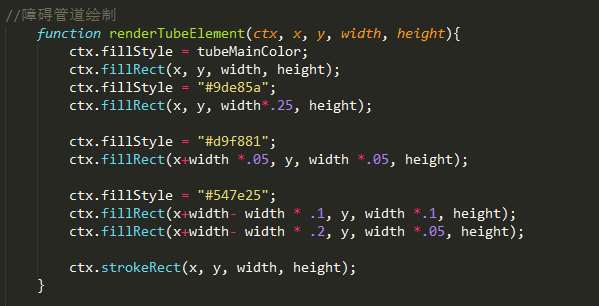 //障碍管道绘制
function renderTubeElement(ctx, x, y, width, height){
ctx.fillStyle = tubeMainColor;
ctx.fillRect(x, y, width, height);
ctx.fillStyle = "#9de85a";
ctx.fillRect(x, y, width*.25, height);
ctx.fillStyle = "#d9f881";
ctx.fillRect(x+width *.05, y, width *.05, height);
ctx.fillStyle = "#547e25";
ctx.fillRect(x+width- width * .1, y, width *.1, height);
ctx.fillRect(x+width- width * .2, y, width *.05, height);
ctx.strokeRect(x, y, width, height);
}